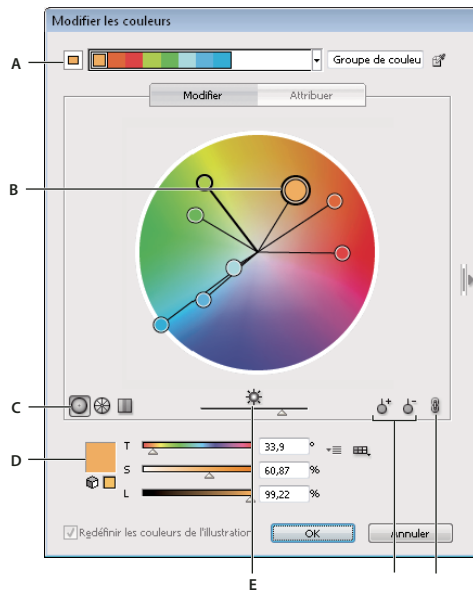 Modifier les couleurs
A
Groupe de couleu
Modifier Attribuer
B
C
D
T 33,9 °
S 60,87 %
L 99,22 %
Redéfinir les couleurs de l'illustration
OK
Annuler
E